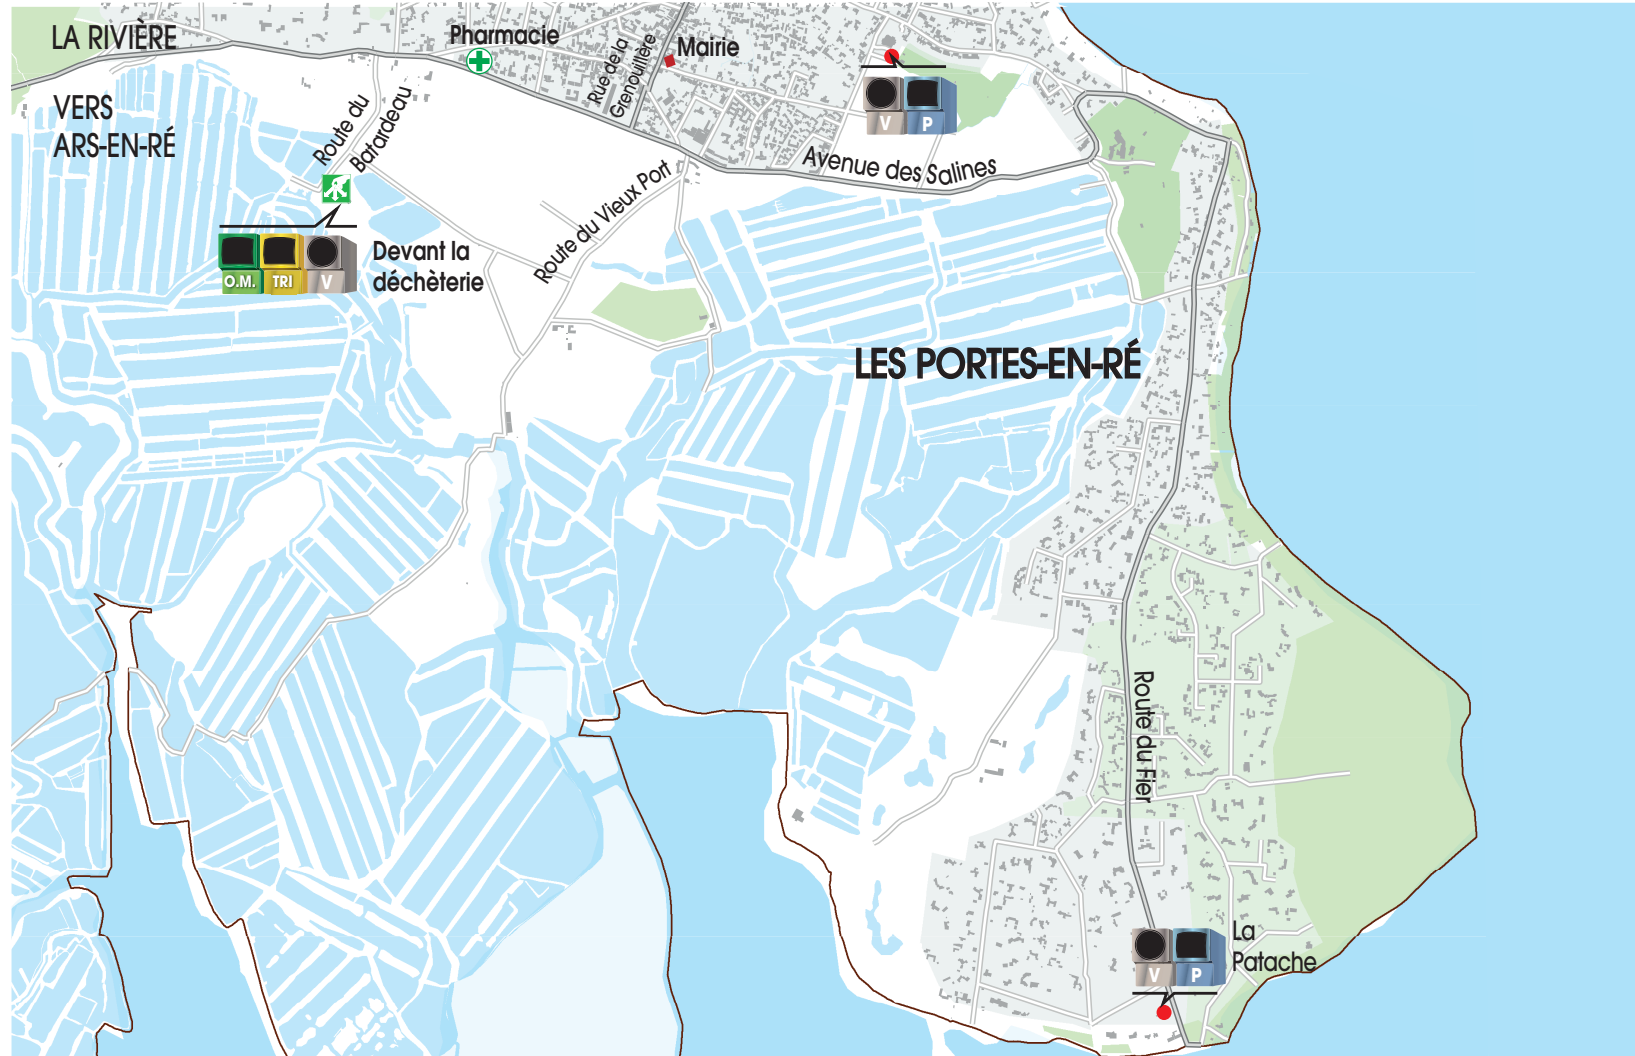 LA RIVIÈRE
Pharmacie
Rue de la
Grenouillère
Mairie
VERS
ARS-EN-RÉ
Route du
Batardeau
V P
Avenue des Salines
Route du Vieux Port
Devant la
déchèterie
O.M. TRI V
LES PORTES-EN-RÉ
Route du Fier
La
Patache
V P